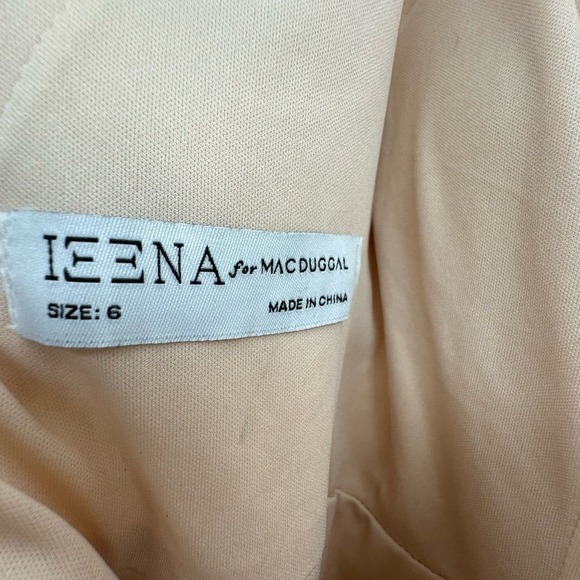 IEENA for MAC DUGGAL
SIZE: 6
MADE IN CHINA